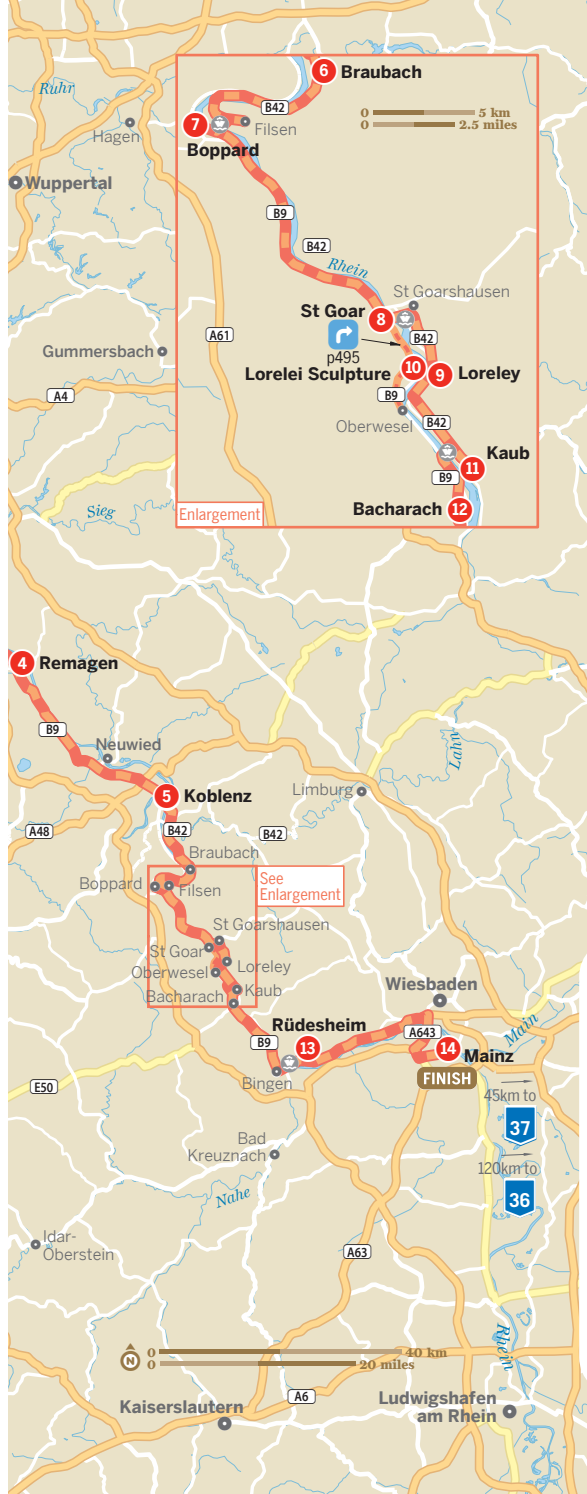 Ruhr
Hagen
Wuppertal
Gummersbach
A4
Sieg
6 Braubach
B42
Filsen
7
Boppard
0 5 km
0 2.5 miles
B9
B42
Rhein
St Goarshausen
St Goar
8
B42
p495
A61
10
Lorelei Sculpture
9 Loreley
B9
Oberwesel
B42
Kaub
11
B9
Bacharach 12
Enlargement
4 Remagen
B9
Neuwied
Lahn
5 Koblenz
Limburg
A48
B42
B42
Braubach
Boppard
Filsen
See
Enlargement
St Goarshausen
St Goar
Loreley
Oberwesel
Kaub
Bacharach
Wiesbaden
Rüdesheim
B9
13
A643
Main
14 Mainz
Bingen
FINISH
E50
45km to
37
Bad
Kreuznach
120km to
36
Nahe
Idar-
Oberstein
A63
Rhein
N
0 40 km
0 20 miles
A6
Kaiserslautern
Ludwigshafen
am Rhein